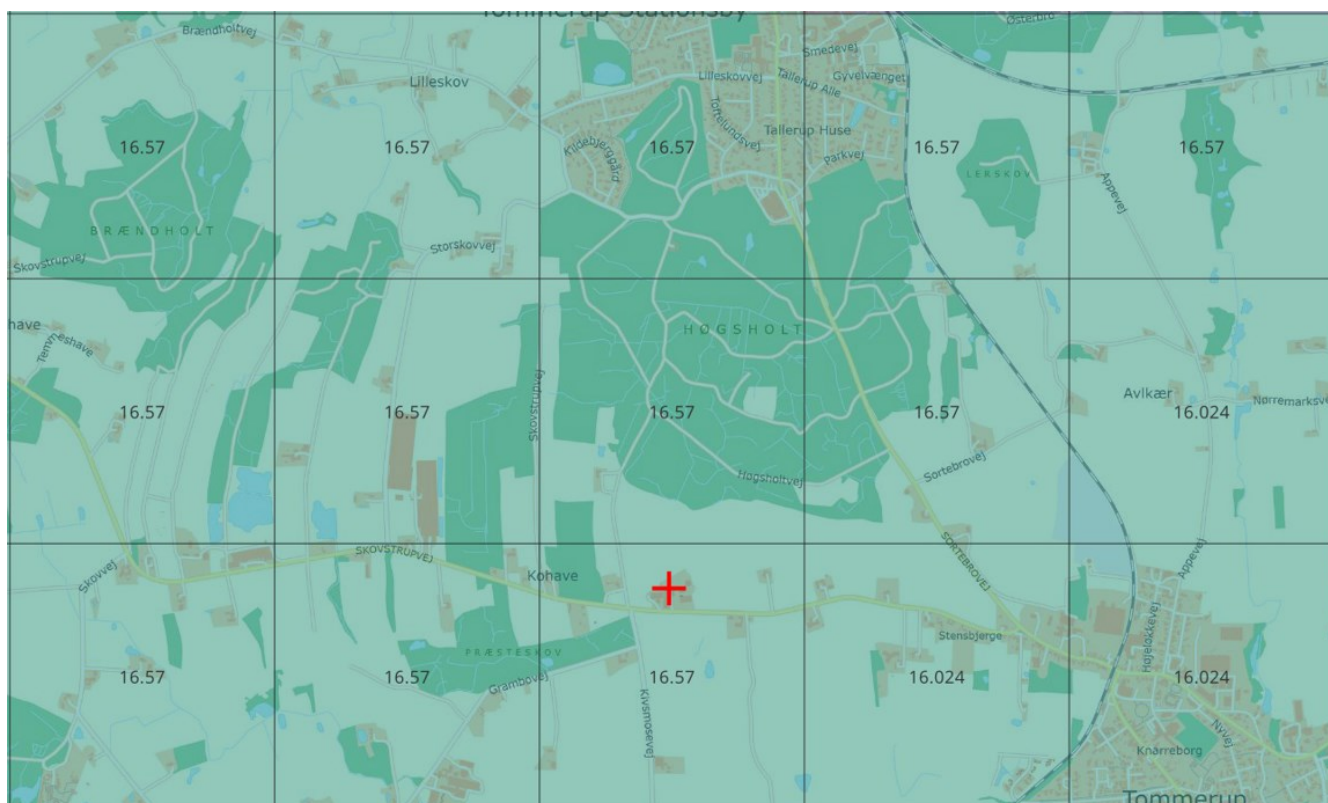 Tommerup Stationsby
Østerbro
Brændholtvej
Smedevej
Lilleskov
Lilleskovvej
Tallerup Alle
Gyvelvænget
Toftelundsvej
Tallerup Huse
Kildebjerggård
Parkvej
16.57
16.57
16.57
16.57
16.57
LERSKOV
Appevej
BRÆNDHOLT
Storskovvej
Skovstrupvej
have
Temmeshave
HØGSHOLT
Skovstrupvej
Avlkær
Nørremarksve
16.57
16.57
16.57
16.57
16.024
Sortebrovej
Høgsholtvej
SKOVSTRUPVEJ
SORTEBROVEJ
Skovvej
Kohave
Appevej
Højeløkkevej
Stensbjerge
PRÆSTESKOV
Grambovej
16.57
16.57
16.57
16.024
16.024
Kivsmosevej
Nyvej
Knarreborg
Tommerup